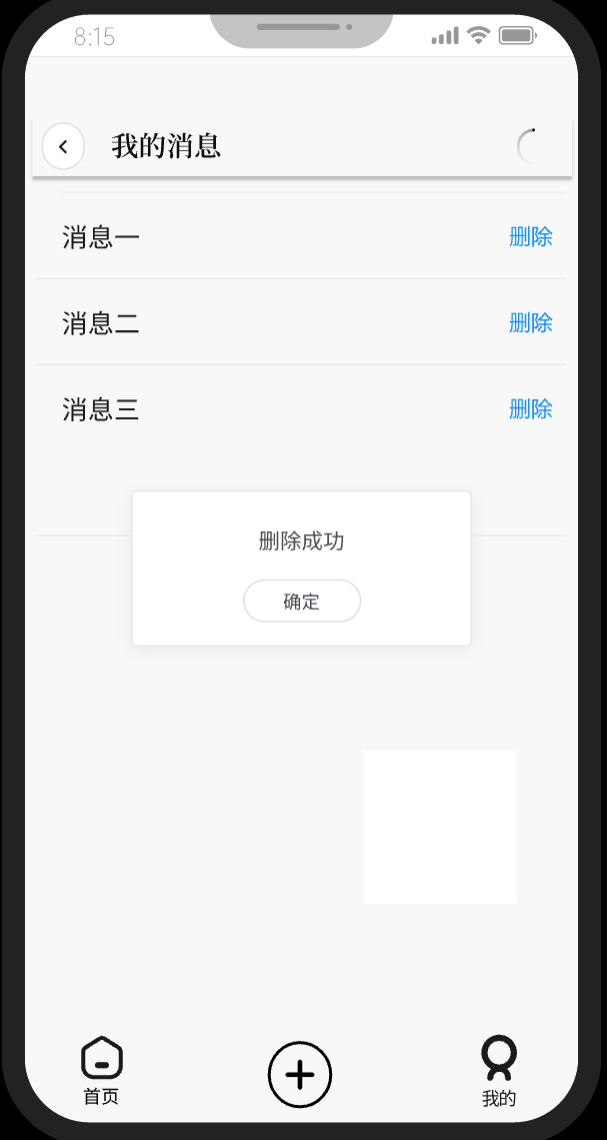 8:15
我的消息
消息一 删除
消息二 删除
消息三 删除
删除成功
确定
首页 我的